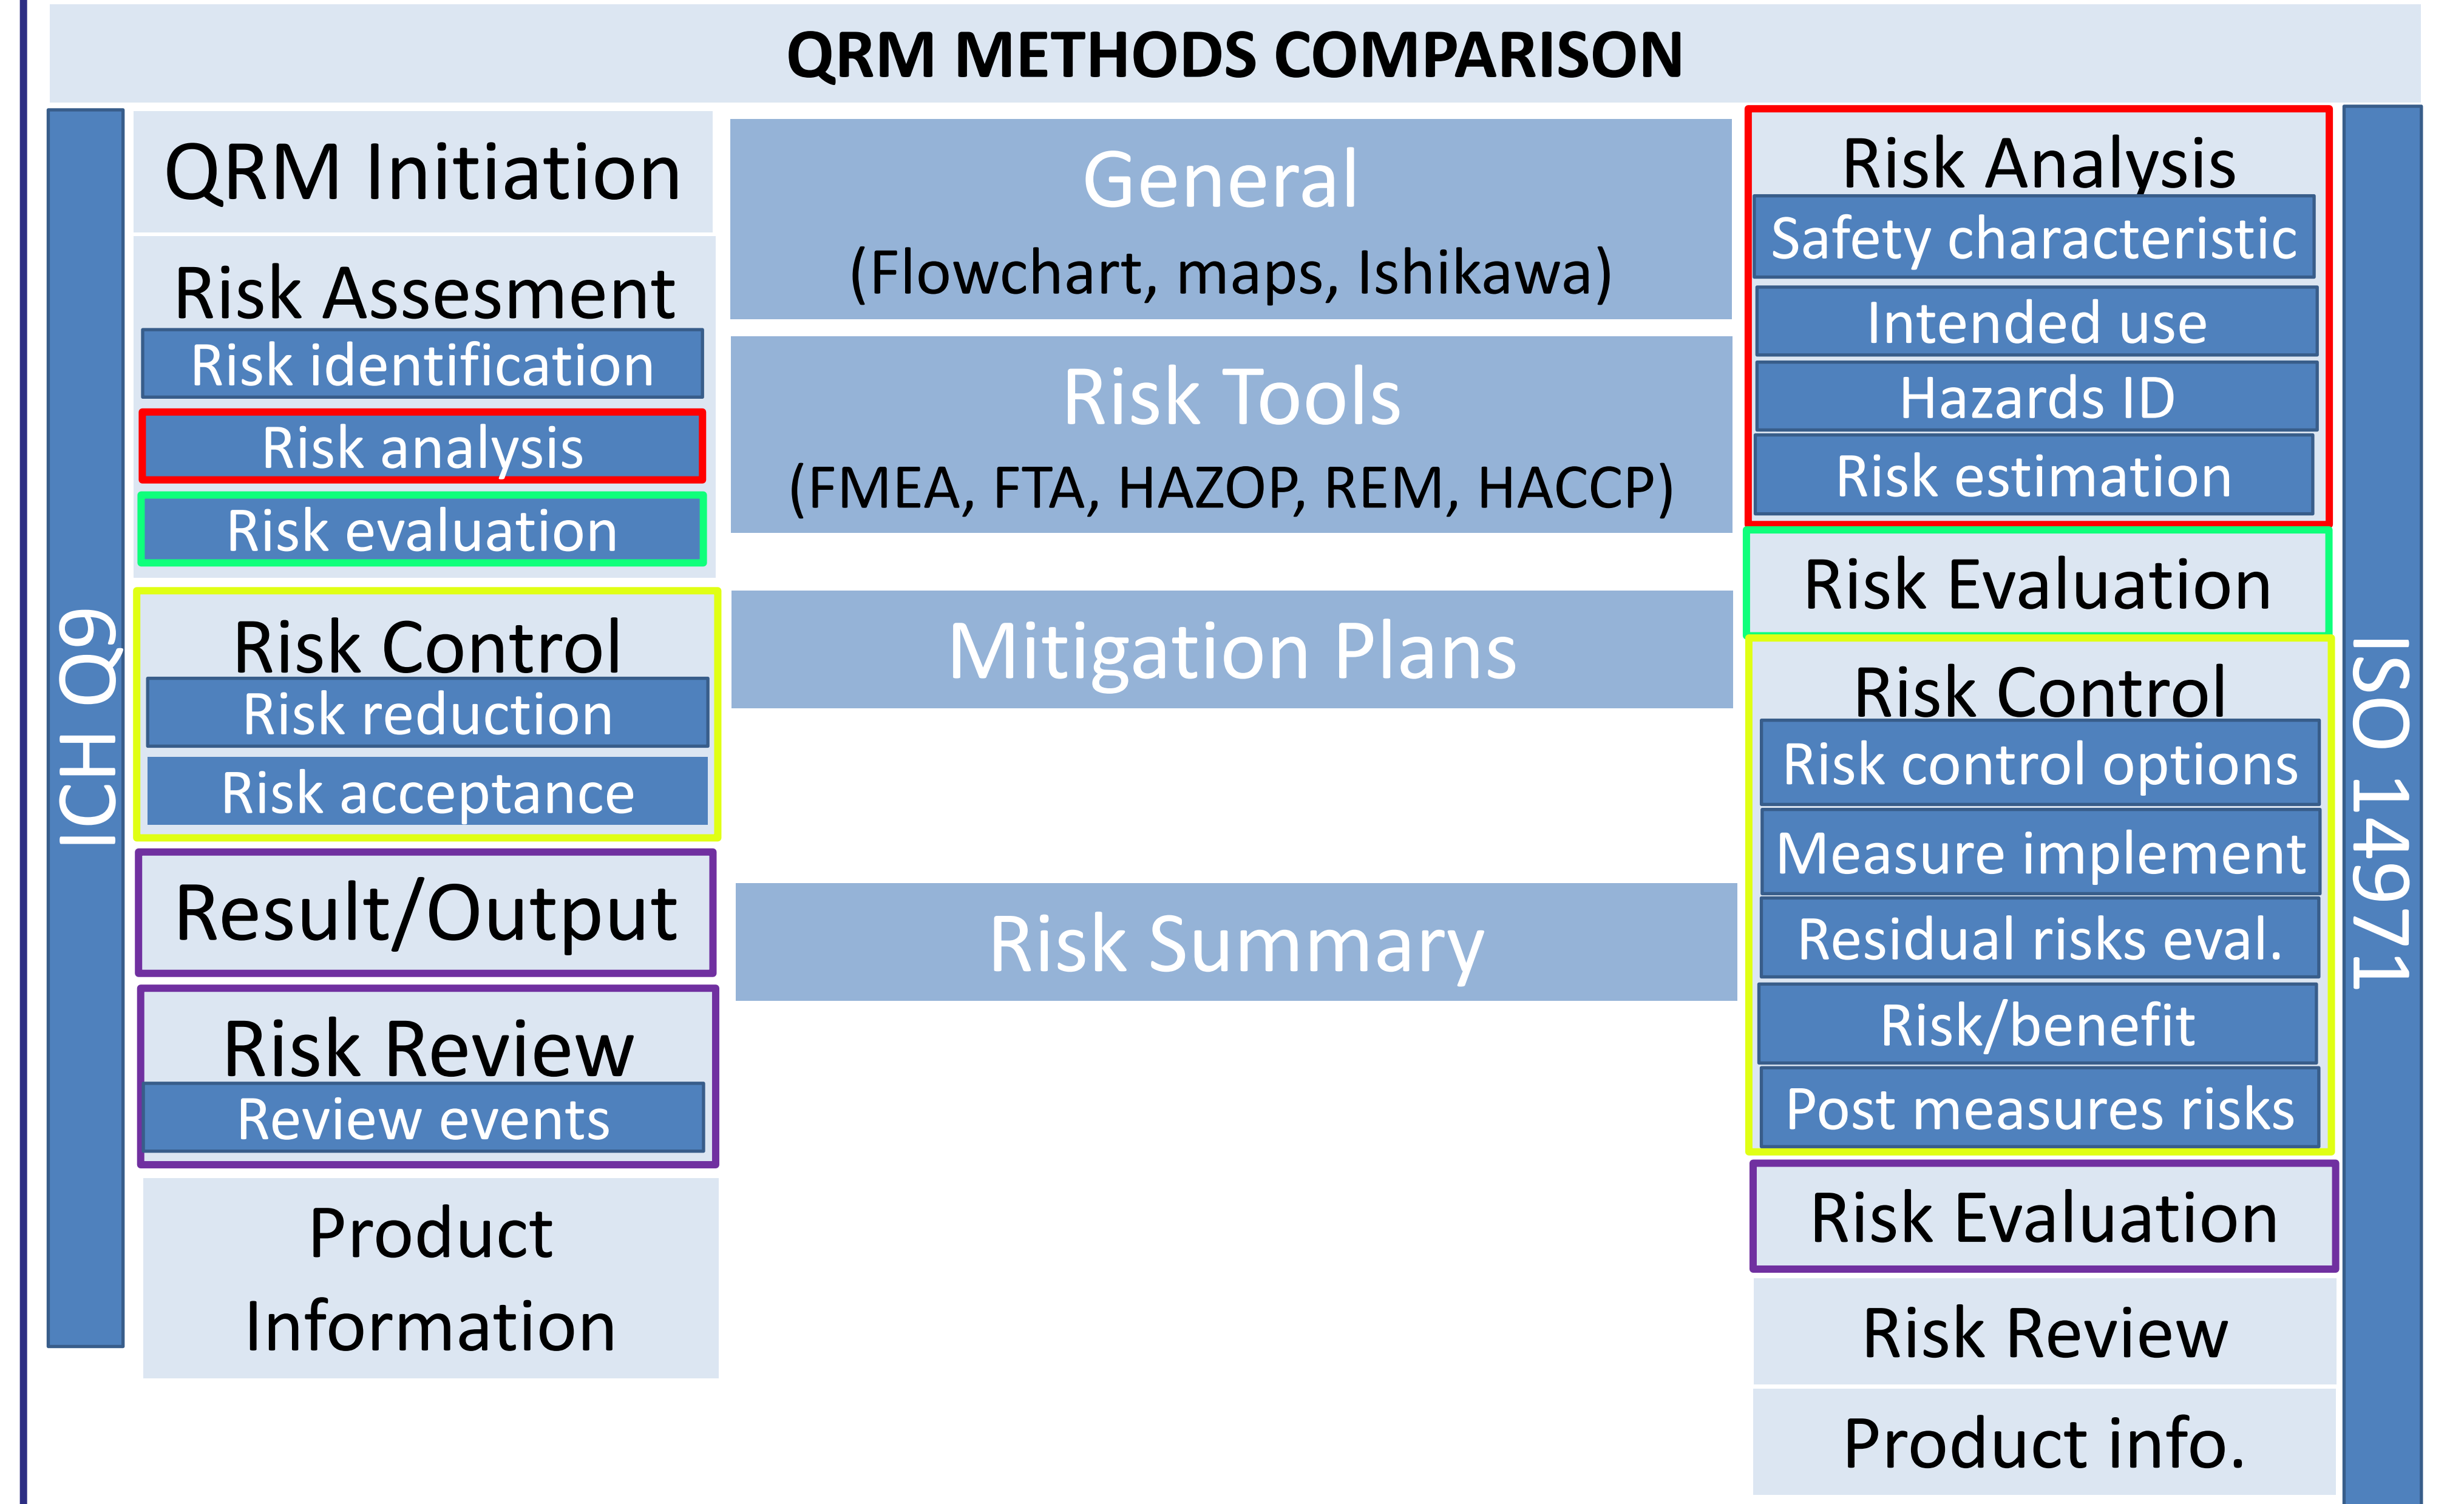 QRM METHODS COMPARISON
ICH Q9
QRM Initiation
Risk Assesment
Risk identification
Risk analysis
Risk evaluation
Risk Control
Risk reduction
Risk acceptance
Result/Output
Risk Review
Review events
Product
Information
General
(Flowchart, maps, Ishikawa)
Risk Tools
(FMEA, FTA, HAZOP, REM, HACCP)
Mitigation Plans
Risk Summary
Risk Analysis
Safety characteristic
Intended use
Hazards ID
Risk estimation
Risk Evaluation
Risk Control
Risk control options
Measure implement
Residual risks eval.
Risk/benefit
Post measures risks
Risk Evaluation
Risk Review
Product info.
ISO 14971